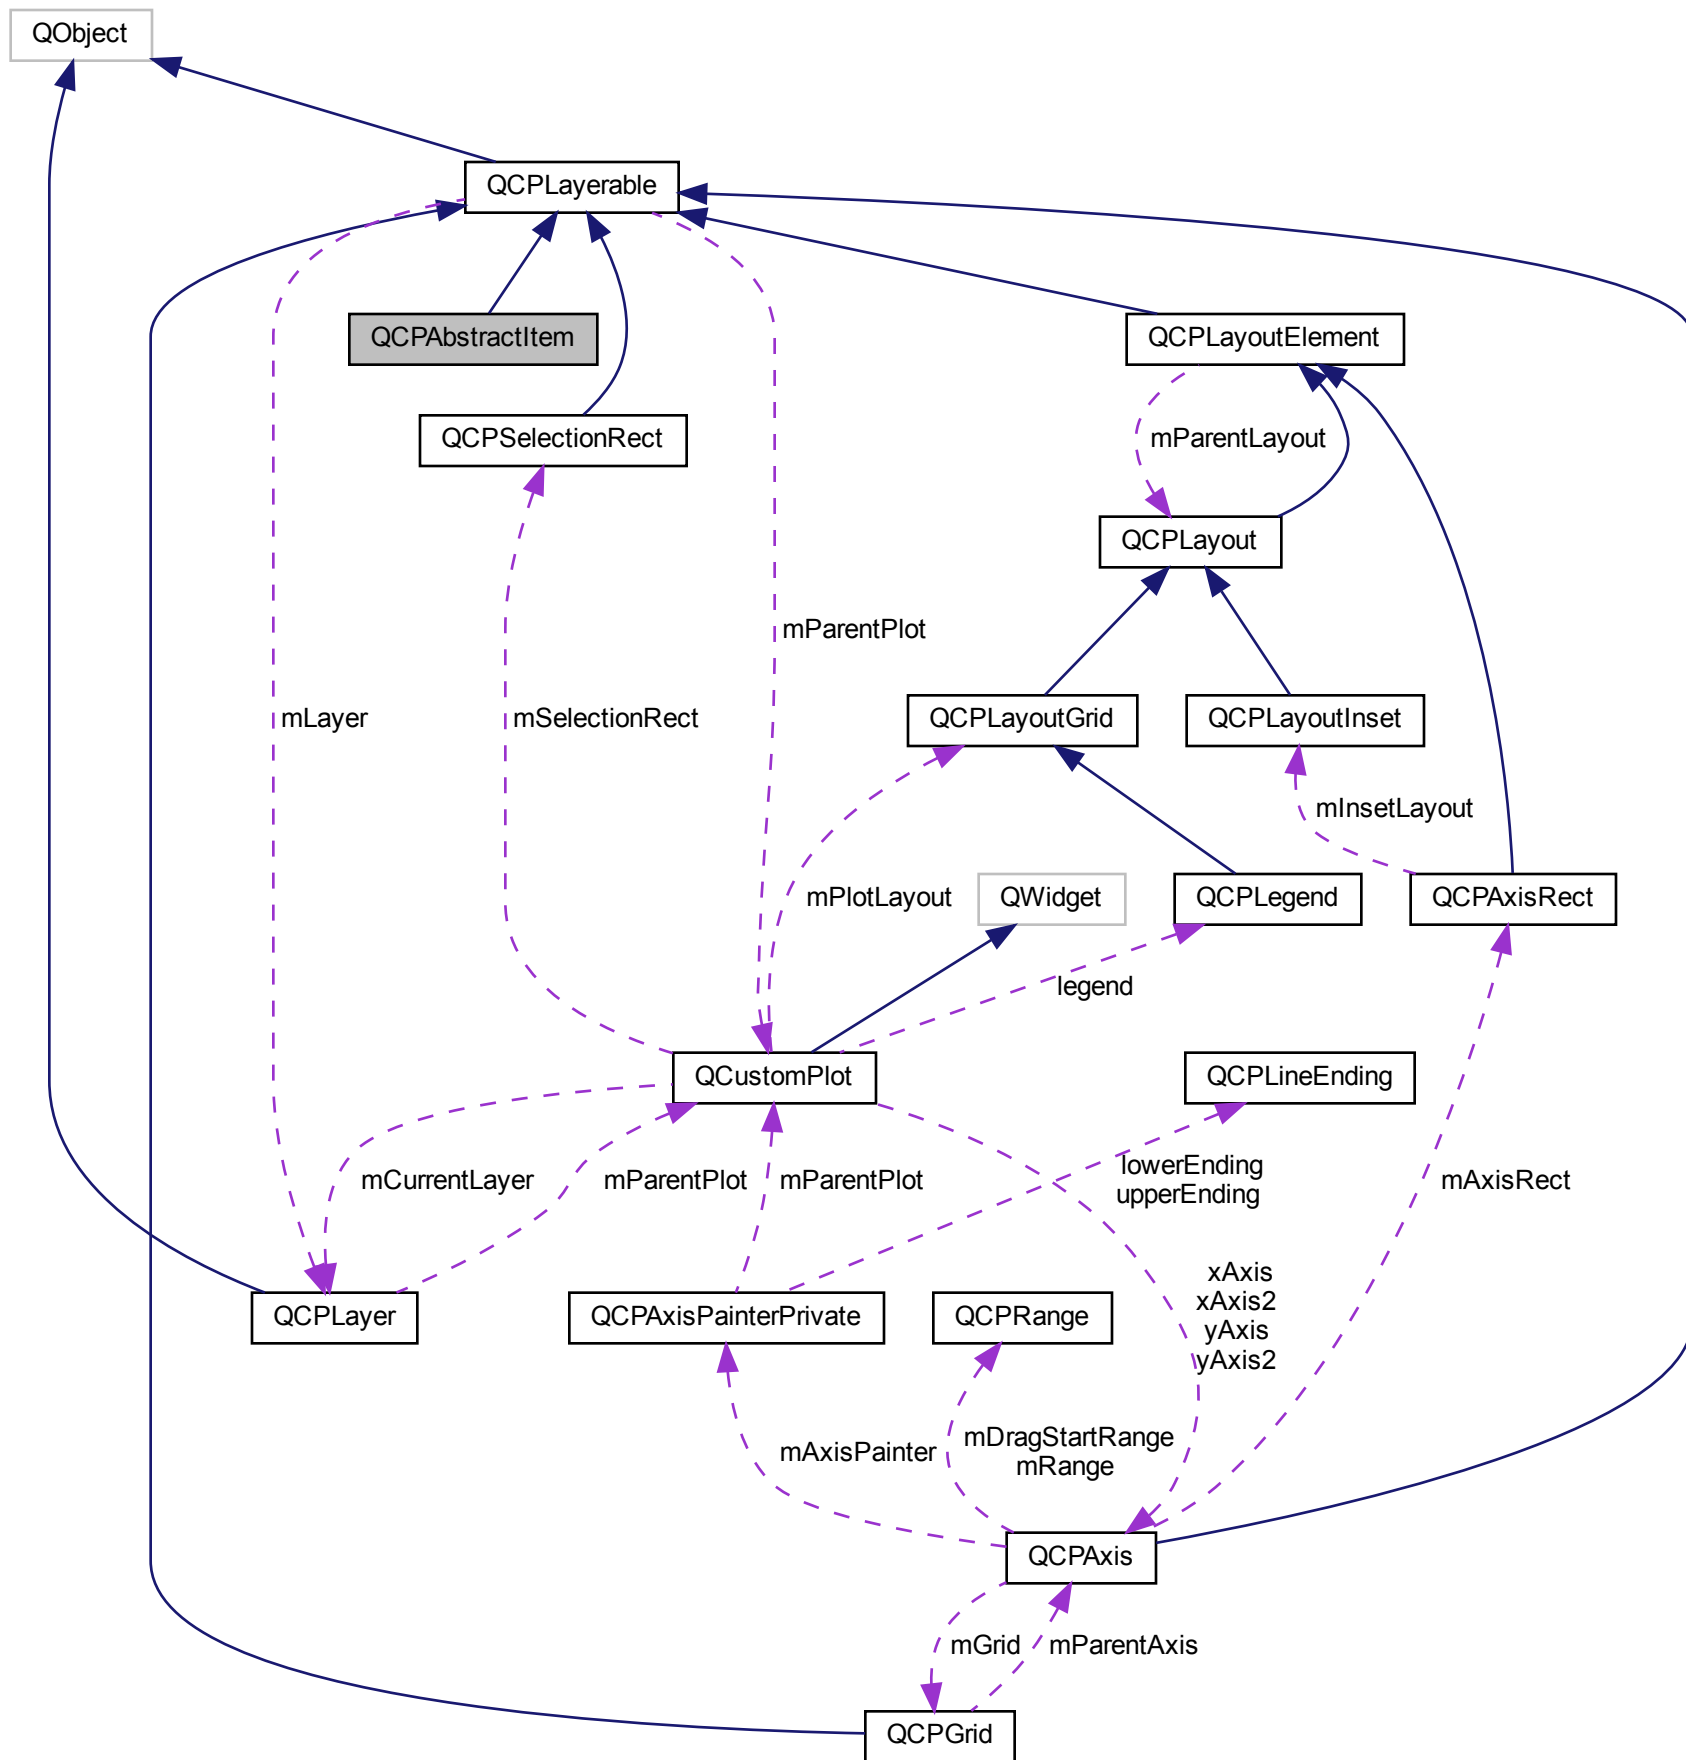 QObject
QCPLayerable
QCPAbstractItem
QCPLayoutElement
QCPSelectionRect
mParentLayout
QCPLayout
mParentPlot
mLayer
mSelectionRect
QCPLayoutGrid
QCPLayoutInset
mInsetLayout
mPlotLayout
QWidget
QCPLegend
QCPAxisRect
legend
QCustomPlot
QCPLineEnding
mCurrentLayer
mParentPlot
mParentPlot
lowerEnding
upperEnding
mAxisRect
xAxis
xAxis2
yAxis
yAxis2
QCPLayer
QCPAxisPainterPrivate
QCPRange
mAxisPainter
mDragStartRange
mRange
QCPAxis
mGrid
mParentAxis
QCPGrid